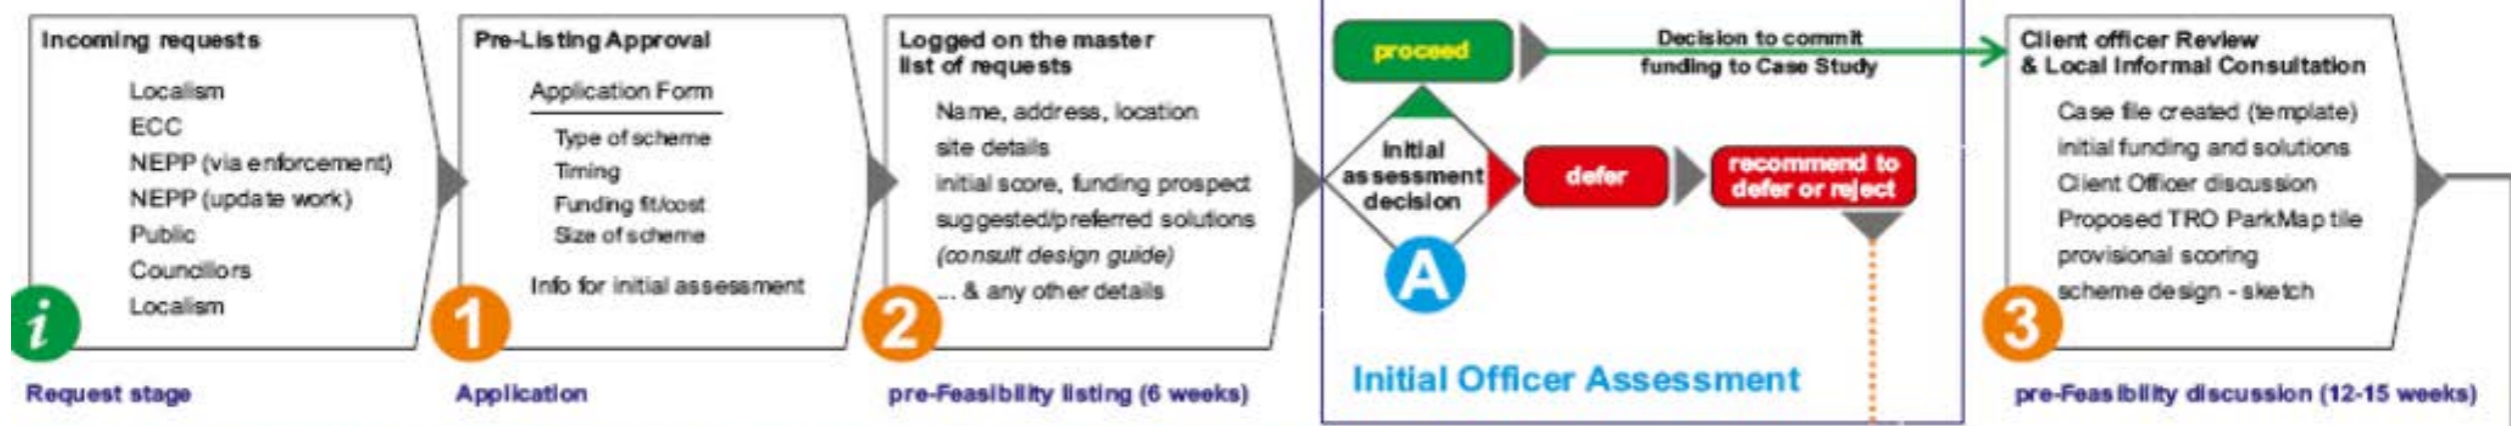 Incoming requests
Localism
ECC
NEPP (via enforcement)
NEPP (update work)
Public
Councillors
Localism
i
Request stage
Pre-Listing Approval
Application Form
Type of scheme
Timing
Funding fit/cost
Size of scheme
Info for initial assessment
1
Application
Logged on the master
list of requests
Name, address, location
site details
initial score, funding prospect
suggested/preferred solutions
(consult design guide)
... & any other details
2
pre-Feasibility listing (6 weeks)
proceed
Decision to commit
funding to Case Study
initial
assessment
decision
defer
recommend to
defer or reject
A
Initial Officer Assessment
Client officer Review
& Local Informal Consultation
Case file created (template)
initial funding and solutions
Client Officer discussion
Proposed TRO ParkMap tile
provisional scoring
scheme design - sketch
3
pre-Feasibility discussion (12-15 weeks)